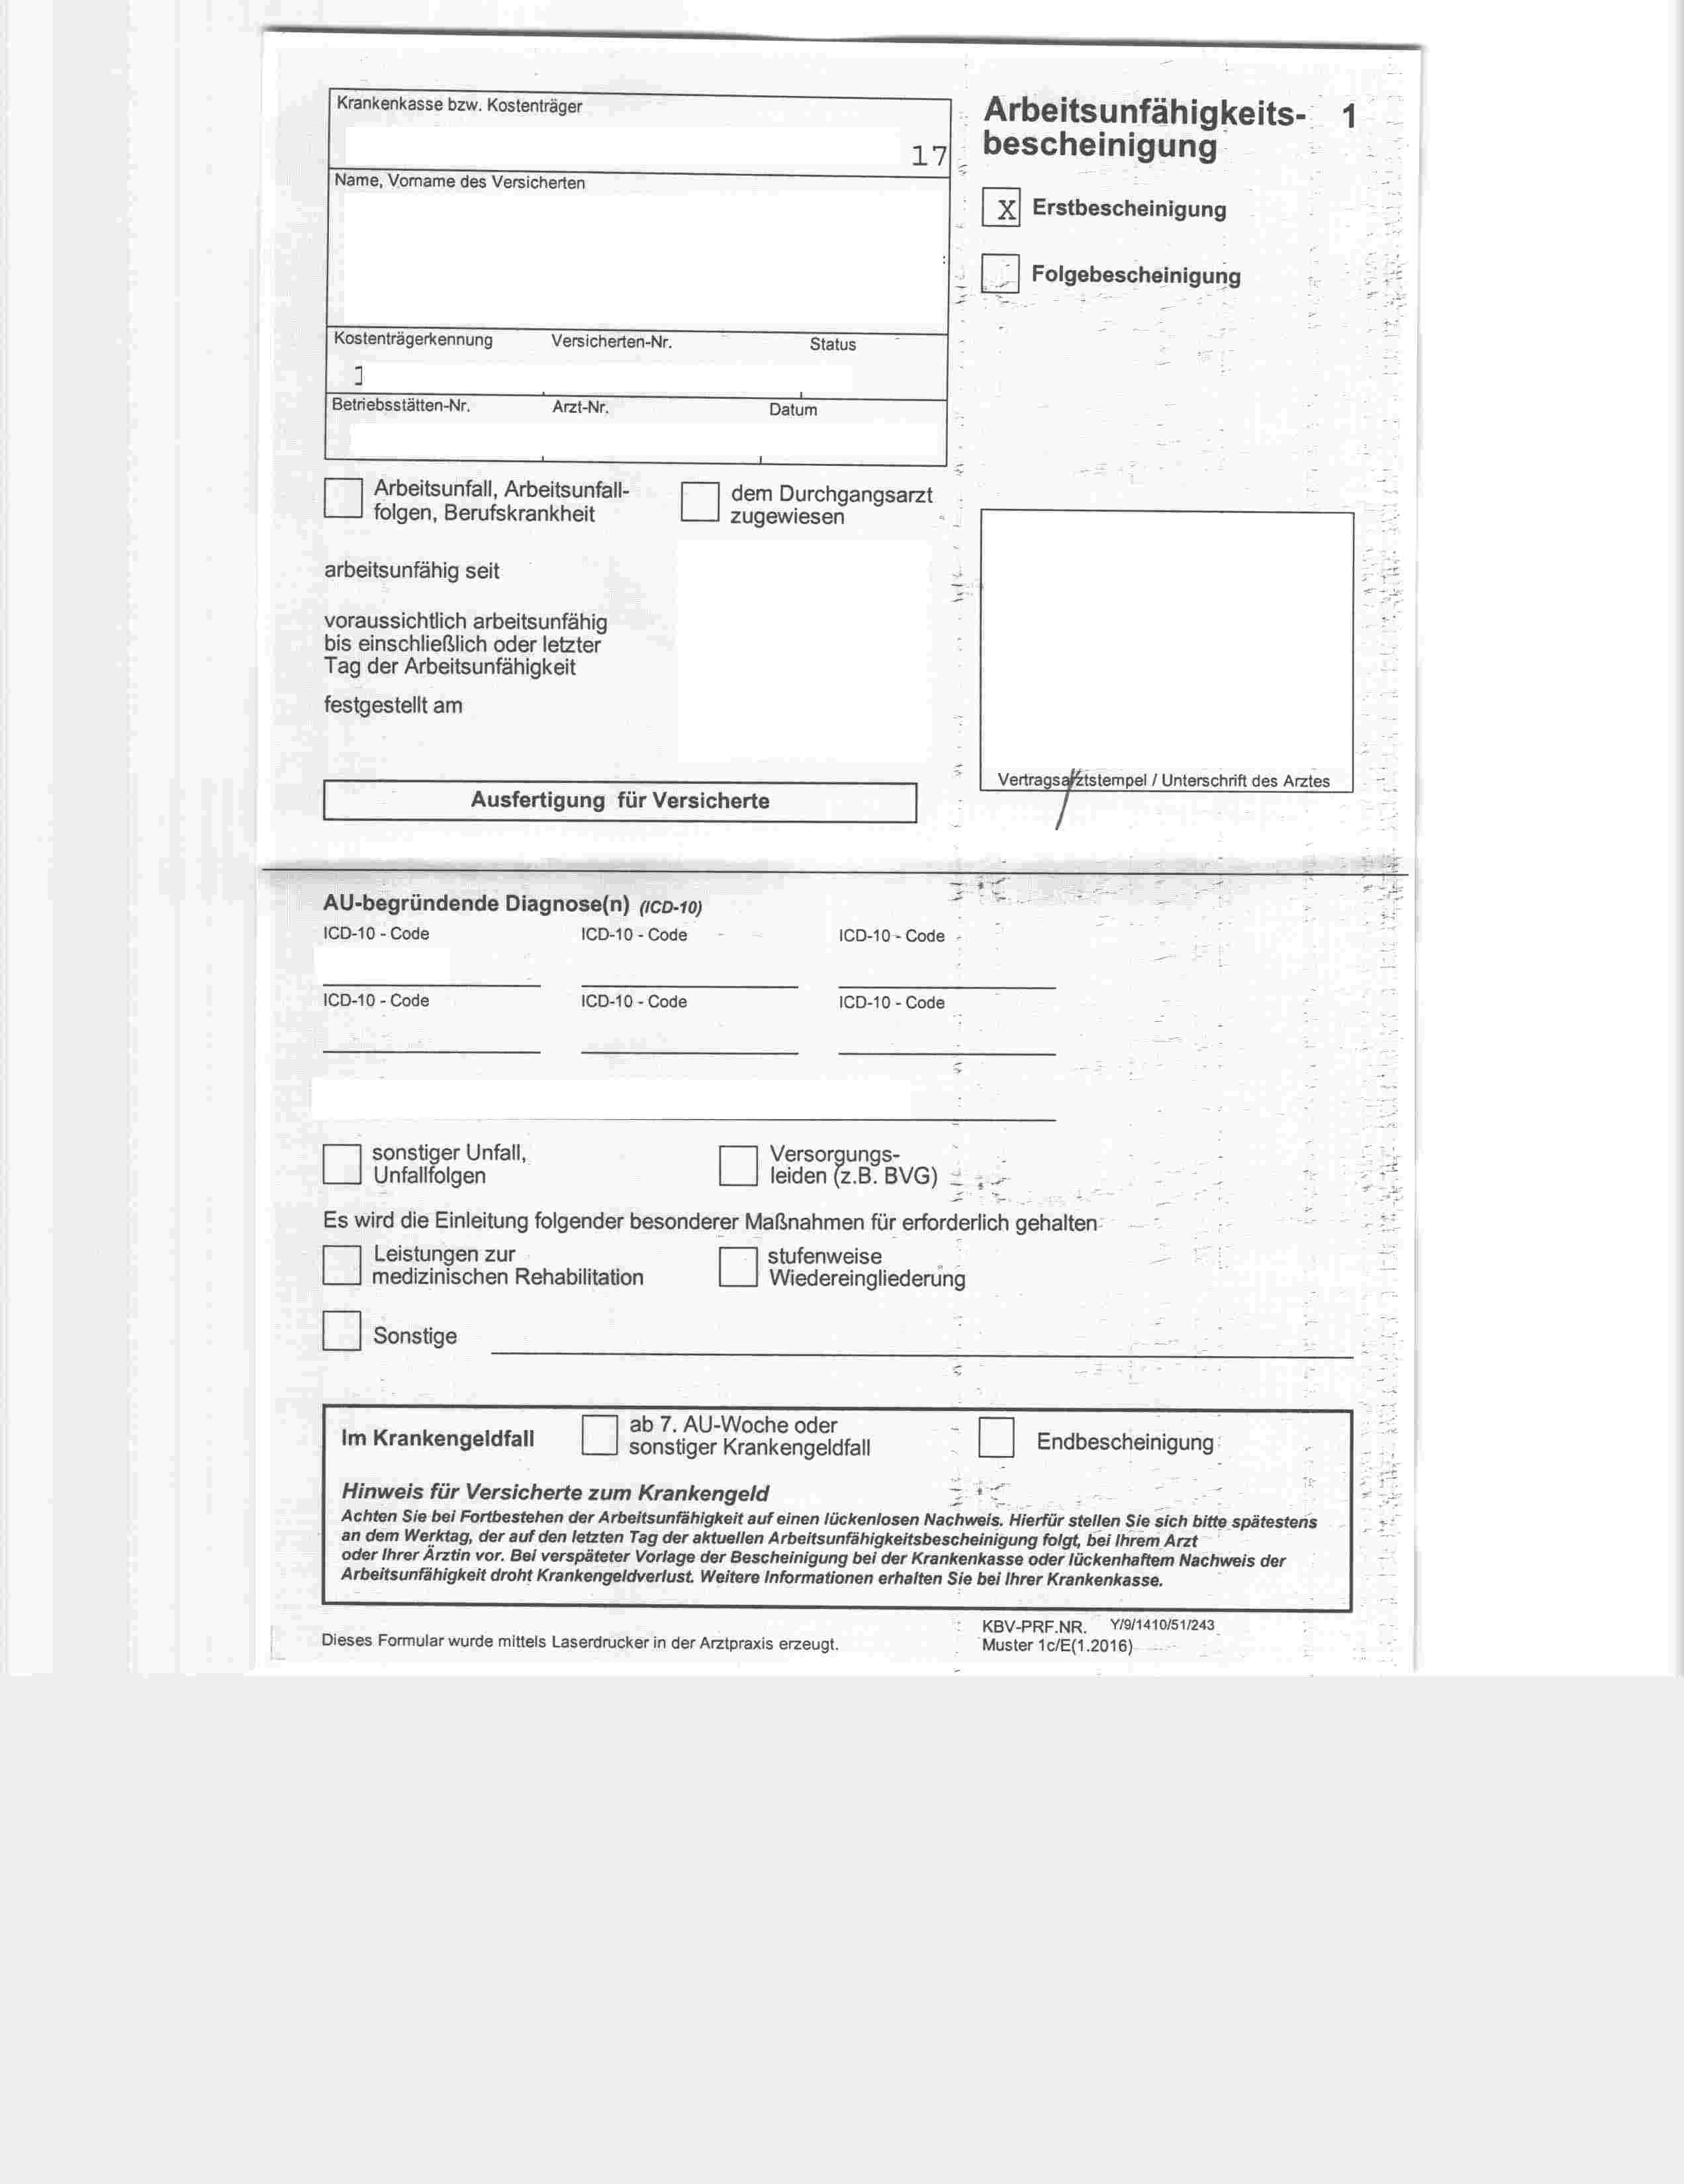 Krankenkasse bzw. Kostenträger
17
Name, Vorname des Versicherten
Kostenträgerkennung Versicherten-Nr. Status
Betriebsstätten-Nr. Arzt-Nr. Datum
Arbeitsunfähigkeits- 1
bescheinigung
X Erstbescheinigung
Folgebescheinigung
Arbeitsunfall, Arbeitsunfall-
folgen, Berufskrankheit
dem Durchgangsarzt
zugewiesen
arbeitsunfähig seit
voraussichtlich arbeitsunfähig
bis einschließlich oder letzter
Tag der Arbeitsunfähigkeit
festgestellt am
Vertragsarztstempel / Unterschrift des Arztes
Ausfertigung für Versicherte
AU-begründende Diagnose(n) (ICD-10)
ICD-10 - Code ICD-10 - Code ICD-10 - Code
ICD-10 - Code ICD-10 - Code ICD-10 - Code
sonstiger Unfall,
Unfallfolgen
Versorgungs-
leiden (z.B. BVG)
Es wird die Einleitung folgender besonderer Maßnahmen für erforderlich gehalten
Leistungen zur
medizinischen Rehabilitation
stufenweise
Wiedereingliederung
Sonstige
Im Krankengeldfall
ab 7. AU-Woche oder
sonstiger Krankengeldfall
Endbescheinigung
Hinweis für Versicherte zum Krankengeld
Achten Sie bei Fortbestehen der Arbeitsunfähigkeit auf einen lückenlosen Nachweis. Hierfür stellen Sie sich bitte spätestens
an dem Werktag, der auf den letzten Tag der aktuellen Arbeitsunfähigkeitsbescheinigung folgt, bei Ihrem Arzt
oder Ihrer Ärztin vor. Bei verspäteter Vorlage der Bescheinigung bei der Krankenkasse oder lückenhaftem Nachweis der
Arbeitsunfähigkeit droht Krankengeldverlust. Weitere Informationen erhalten Sie bei Ihrer Krankenkasse.
Dieses Formular wurde mittels Laserdrucker in der Arztpraxis erzeugt.
KBV-PRF.NR. Y/9/1410/51/243
Muster 1c/E(1.2016)